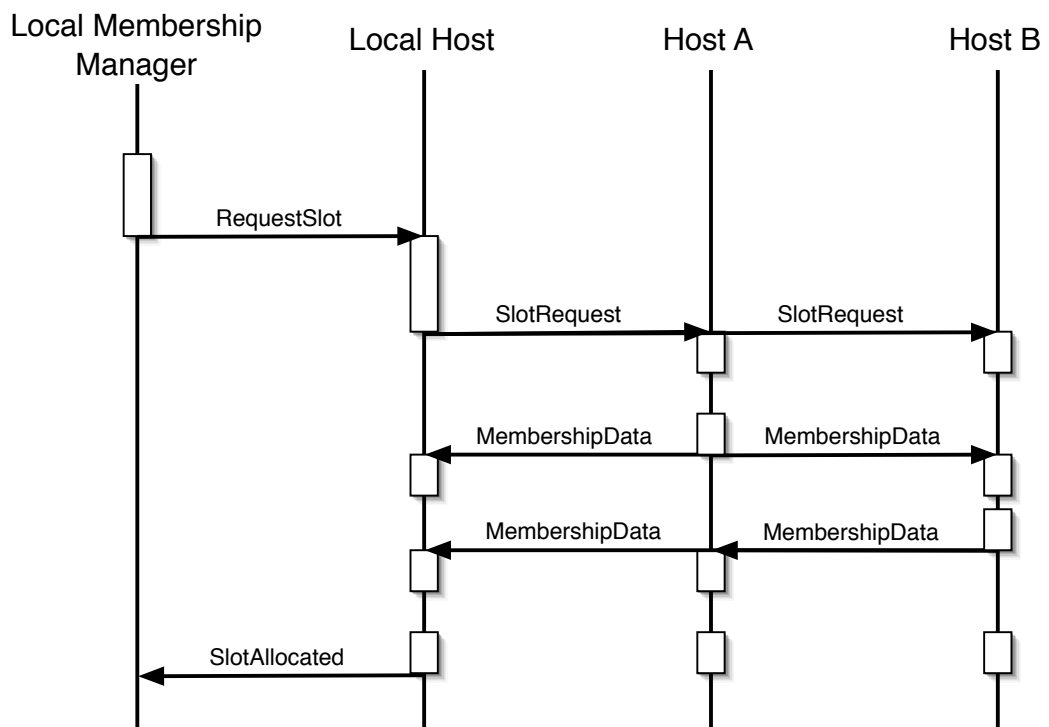 Local Membership
Manager
Local Host
Host A
Host B
RequestSlot
SlotRequest
SlotRequest
MembershipData
MembershipData
MembershipData
MembershipData
SlotAllocated